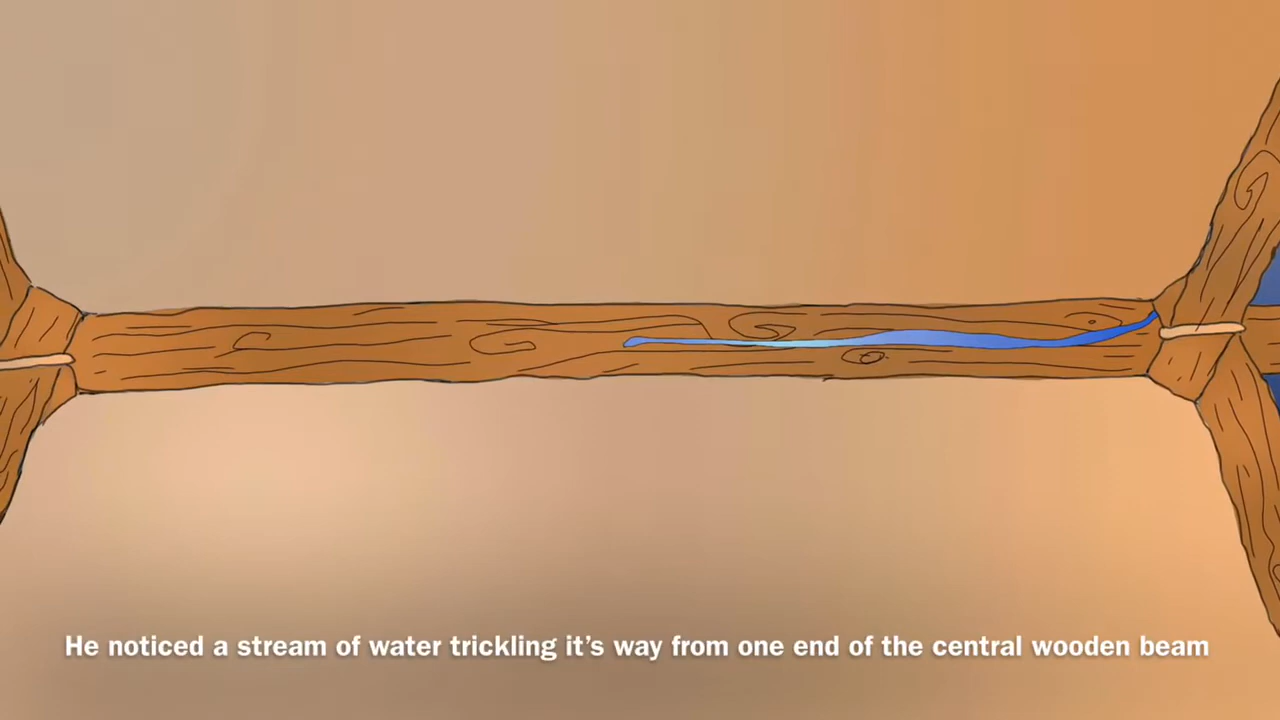 He noticed a stream of water trickling it’s way from one end of the central wooden beam